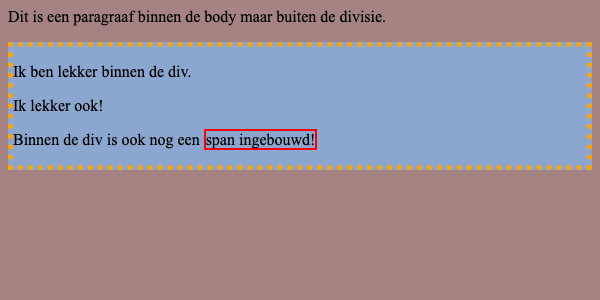 Dit is een paragraaf binnen de body maar buiten de divisie.
Ik ben lekker binnen de div.
Ik lekker ook!
Binnen de div is ook nog een span ingebouwd!